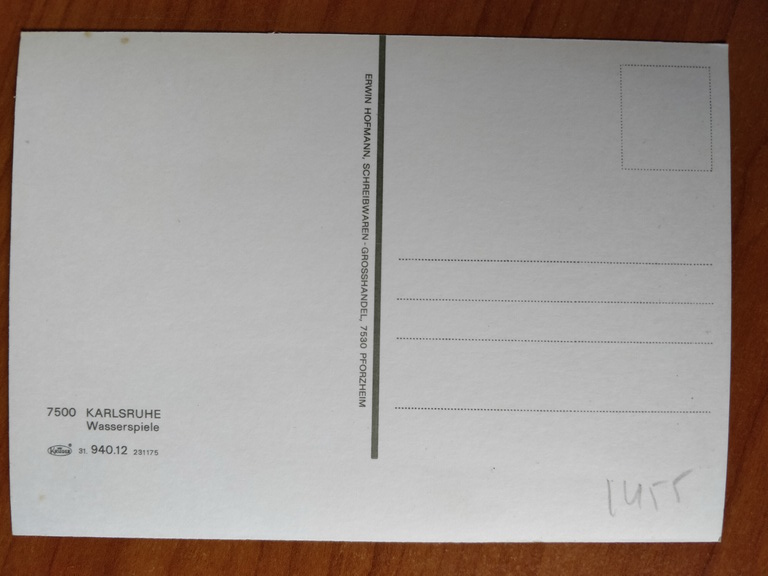 7500 KARLSRUHE
Wasserspiele
31. 940.12 231175
ERWIN HOFMANN, SCHREIBWAREN-GROSSHANDEL, 7530 PFORZHEIM
1455